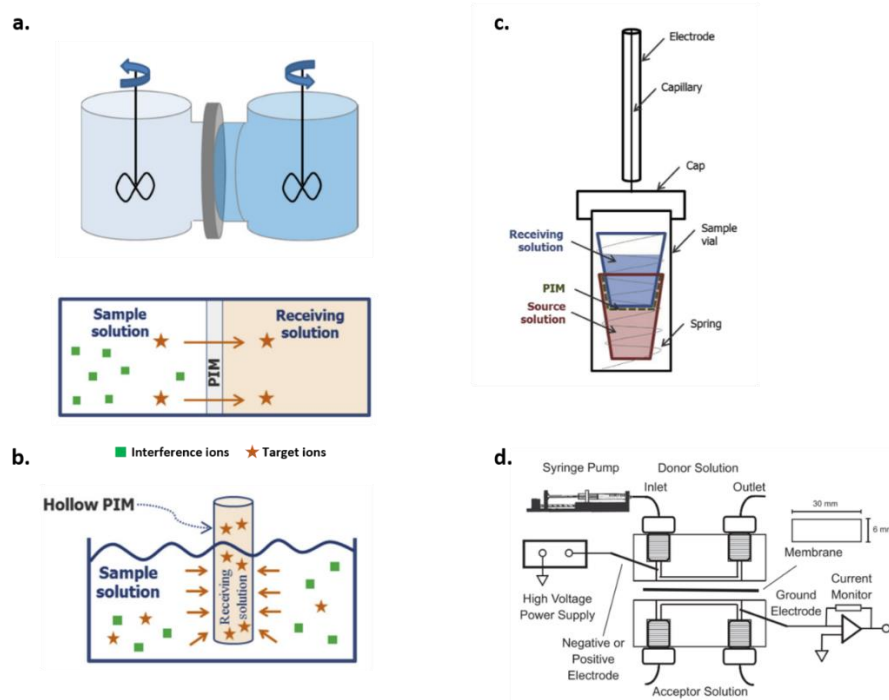 a.
Sample
solution
Receiving
solution
PIM
Interference ions
Target ions
b.
Hollow PIM
Sample
solution
Receiving
solution
c.
Electrode
Capillary
Cap
Receiving
solution
Sample
vial
PIM
Source
solution
Spring
d.
Syringe Pump
Donor Solution
Inlet
Outlet
30 mm
6 mm
Membrane
High Voltage
Power Supply
Ground
Electrode
Current
Monitor
Negative or
Positive
Electrode
Acceptor Solution